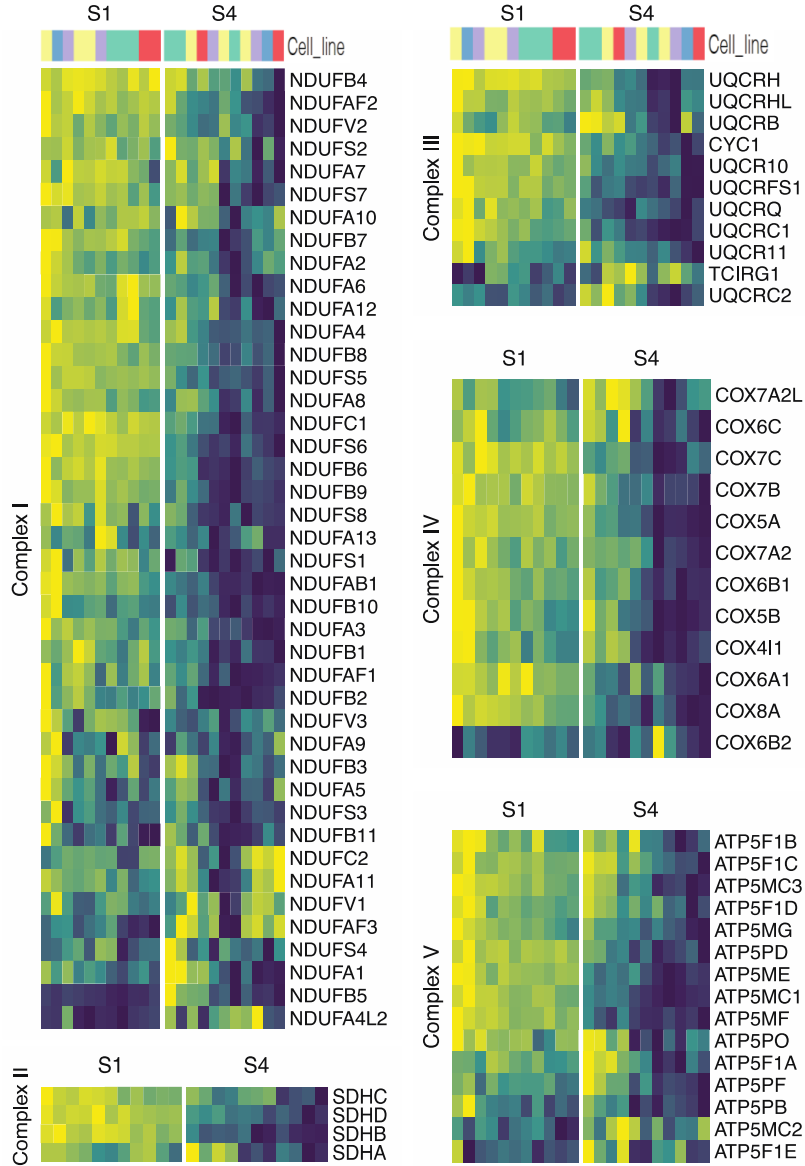 S1 S4
Cell_line
NDUFB4
NDUFAF2
NDUFV2
NDUFS2
NDUFA7
NDUFS7
NDUFA10
NDUFB7
NDUFA2
NDUFA6
NDUFA12
NDUFA4
NDUFB8
NDUFS5
NDUFA8
NDUFC1
NDUFS6
NDUFB6
NDUFB9
NDUFS8
NDUFA13
NDUFS1
NDUFAB1
NDUFB10
NDUFA3
NDUFB1
NDUFAF1
NDUFB2
NDUFV3
NDUFA9
NDUFB3
NDUFA5
NDUFS3
NDUFB11
NDUFC2
NDUFA11
NDUFV1
NDUFAF3
NDUFS4
NDUFA1
NDUFB5
NDUFA4L2
Complex I
S1 S4
SDHC
SDHD
SDHB
SDHA
Complex II
S1 S4
Cell_line
UQCRH
UQCRHL
UQCRB
CYC1
UQCR10
UQCRFS1
UQCRQ
UQCRC1
UQCR11
TCIRG1
UQCRC2
Complex III
S1 S4
COX7A2L
COX6C
COX7C
COX7B
COX5A
COX7A2
COX6B1
COX5B
COX4I1
COX6A1
COX8A
COX6B2
Complex IV
S1 S4
ATP5F1B
ATP5F1C
ATP5MC3
ATP5F1D
ATP5MG
ATP5PD
ATP5ME
ATP5MC1
ATP5MF
ATP5PO
ATP5F1A
ATP5PF
ATP5PB
ATP5MC2
ATP5F1E
Complex V